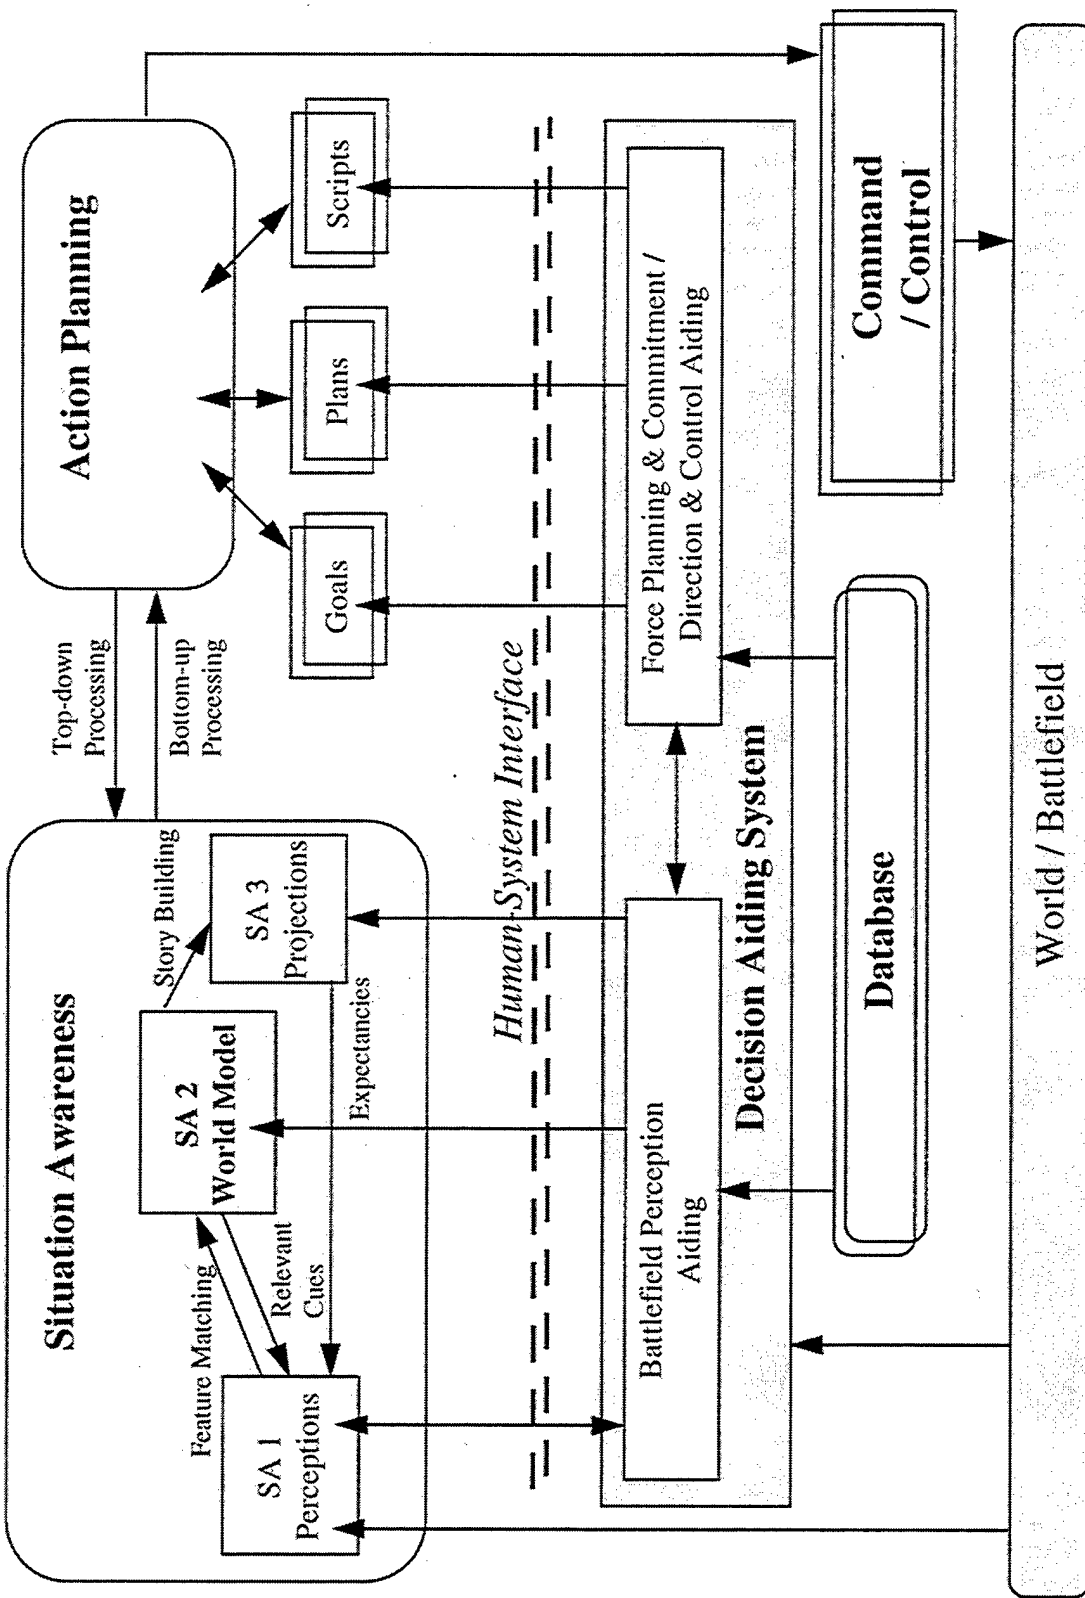 Situation Awareness
Feature Matching
SA 1
Perceptions
Relevant
Cues
SA 2
World Model
Story Building
SA 3
Projections
Expectancies
Top-down
Processing
Bottom-up
Processing
Action Planning
Goals
Plans
Scripts
Human-System Interface
Battlefield Perception
Aiding
Force Planning & Commitment /
Direction & Control Aiding
Decision Aiding System
Database
Command
/ Control
World / Battlefield